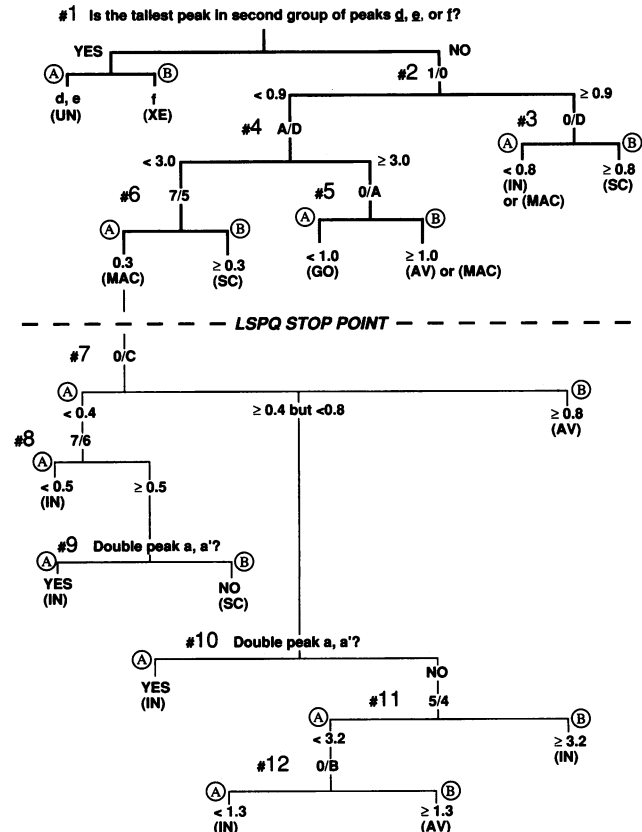 #1 Is the tallest peak in second group of peaks d, e, or f?
YES NO
A B #2 1/0
d, e f < 0.9 ≥ 0.9
(UN) (XE) #4 A/D #3 0/D
A B
< 3.0 ≥ 3.0 < 0.8 ≥ 0.8
(IN) (SC)
or (MAC)
#6 7/5 #5 0/A
A B A B
0.3 ≥ 0.3 < 1.0 ≥ 1.0
(MAC) (SC) (GO) (AV) or (MAC)
LSPQ STOP POINT
#7 0/C
A B
< 0.4 ≥ 0.4 but <0.8 ≥ 0.8
(AV)
#8 7/6
A
< 0.5 ≥ 0.5
(IN)
#9 Double peak a, a'?
A B
YES NO
(IN) (SC)
#10 Double peak a, a'?
A
YES NO
(IN)
#11 5/4
A B
< 3.2 ≥ 3.2
(IN)
#12 0/B
A B
< 1.3 ≥ 1.3
(IN) (AV)